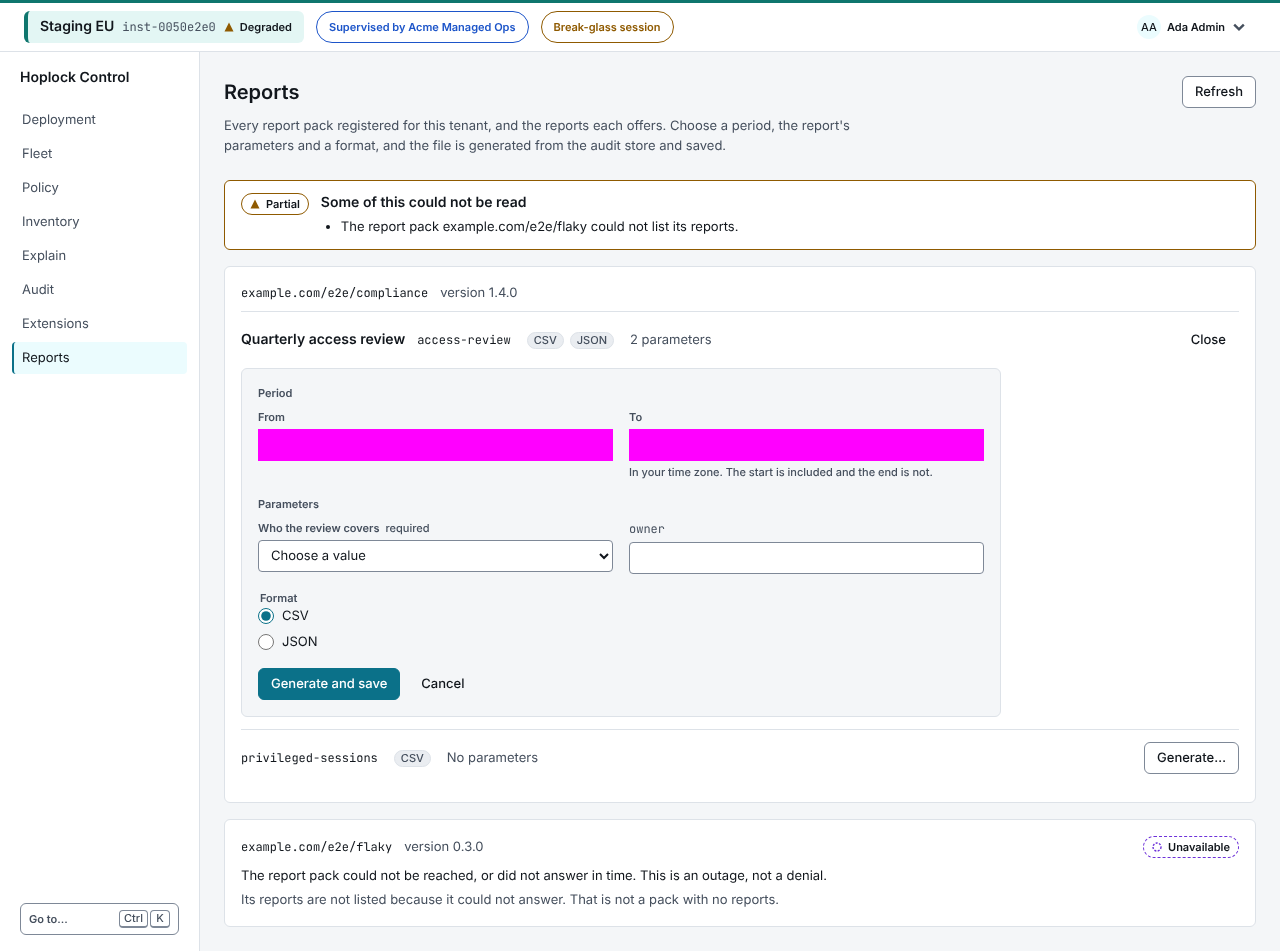 Staging EU inst-0050e2e0 Degraded
Supervised by Acme Managed Ops
Break-glass session
AA Ada Admin
Hoplock Control
Deployment
Fleet
Policy
Inventory
Explain
Audit
Extensions
Reports
Go to...
Ctrl K
Reports
Refresh
Every report pack registered for this tenant, and the reports each offers. Choose a period, the report's
parameters and a format, and the file is generated from the audit store and saved.
Partial
Some of this could not be read
• The report pack example.com/e2e/flaky could not list its reports.
example.com/e2e/compliance version 1.4.0
Quarterly access review access-review CSV JSON 2 parameters
Close
Period
From
To
In your time zone. The start is included and the end is not.
Parameters
Who the review covers required
Choose a value
owner
Format
CSV
JSON
Generate and save
Cancel
privileged-sessions CSV No parameters
Generate...
example.com/e2e/flaky version 0.3.0
Unavailable
The report pack could not be reached, or did not answer in time. This is an outage, not a denial.
Its reports are not listed because it could not answer. That is not a pack with no reports.